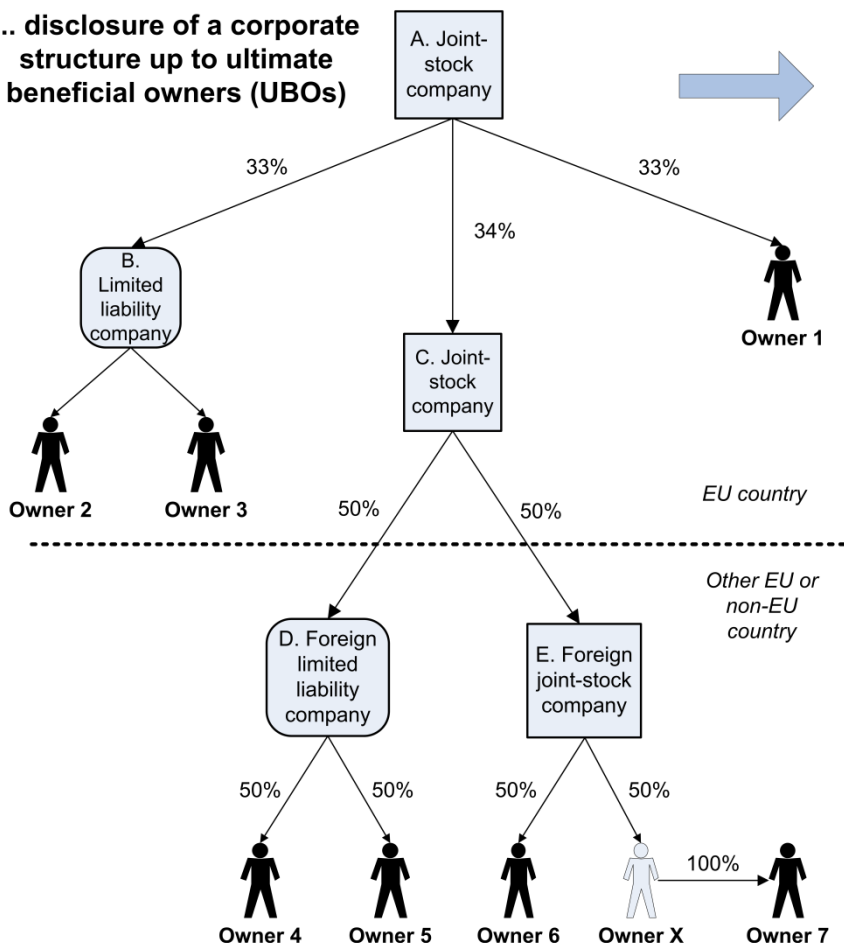 .. disclosure of a corporate
structure up to ultimate
beneficial owners (UBOs)
A. Joint-
stock
company
33%
34%
33%
B.
Limited
liability
company
C. Joint-
stock
company
Owner 1
Owner 2
Owner 3
50%
50%
EU country
Other EU or
non-EU
country
D. Foreign
limited
liability
company
E. Foreign
joint-stock
company
50%
50%
50%
50%
100%
Owner 4
Owner 5
Owner 6
Owner X
Owner 7